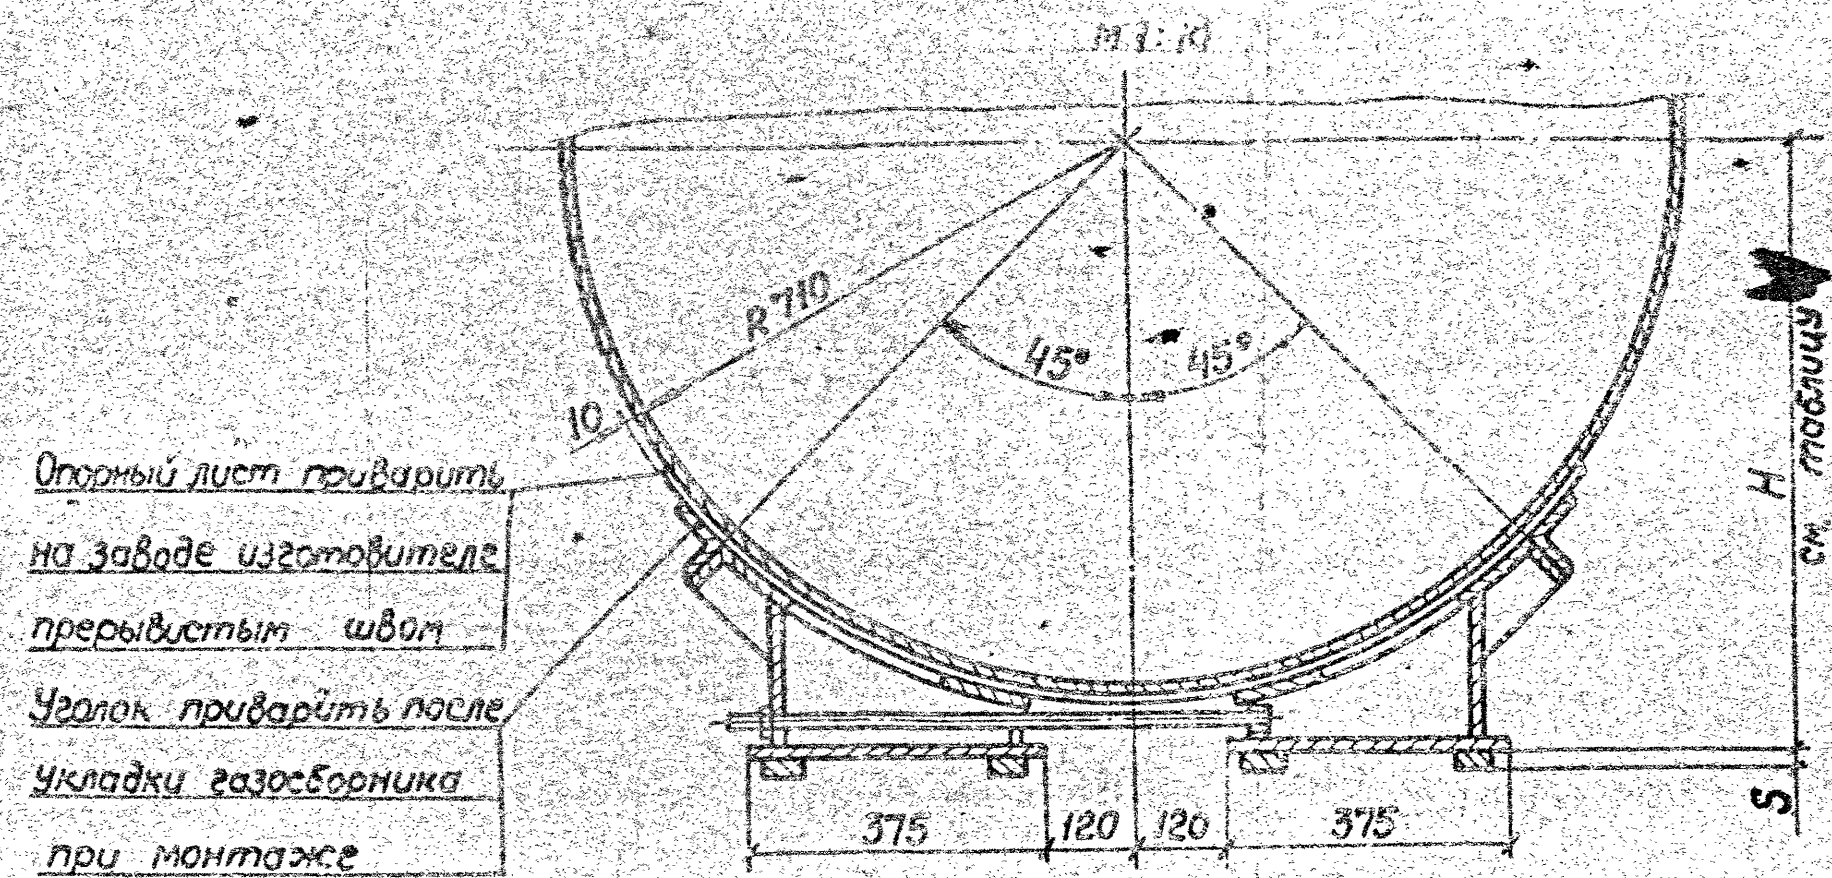 М 1:10
R 710
10
45°
45°
Опорный лист приварить
на заводе изготовителе
прерывистым швом
Уголок приварить после
укладки газосборника
при монтаже
H
см. таблицу
S
375
120
120
375